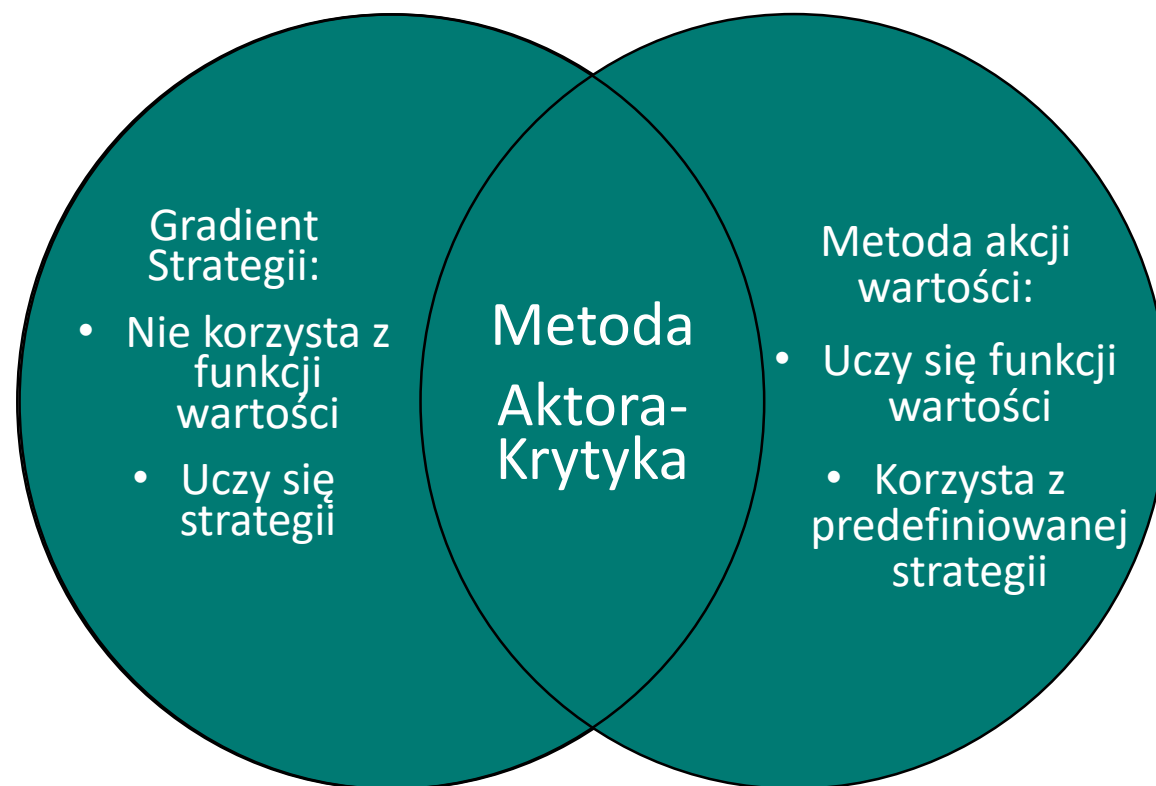 Gradient
Strategii:
• Nie korzysta z
funkcji
wartości
• Uczy się
strategii
Metoda
Aktora-
Krytyka
Metoda akcji
wartości:
• Uczy się funkcji
wartości
• Korzysta z
predefiniowanej
strategii